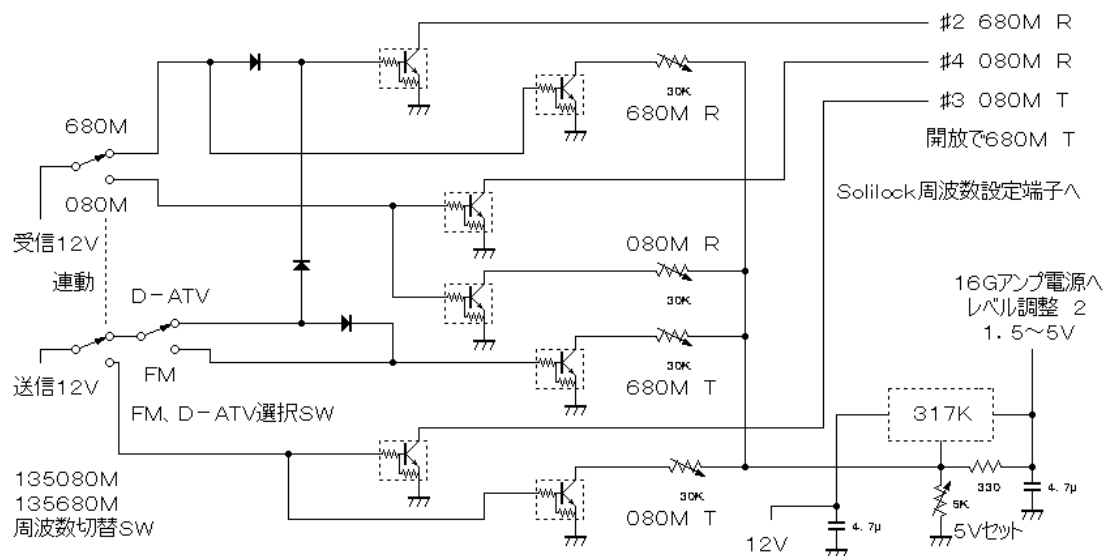 ♯2 680M R
♯4 080M R
♯3 080M T
開放で680M T
Solilock周波数設定端子へ
30K
680M R
680M
080M
受信12V
連動
080M R
30K
D-ATV
16Gアンプ電源へ
レベル調整 2
1.5～5V
送信12V
FM
30K
680M T
FM、D-ATV選択SW
317K
135080M
135680M
周波数切替SW
30K
080M T
330
4.7μ
5K
5Vセット
12V
4.7μ